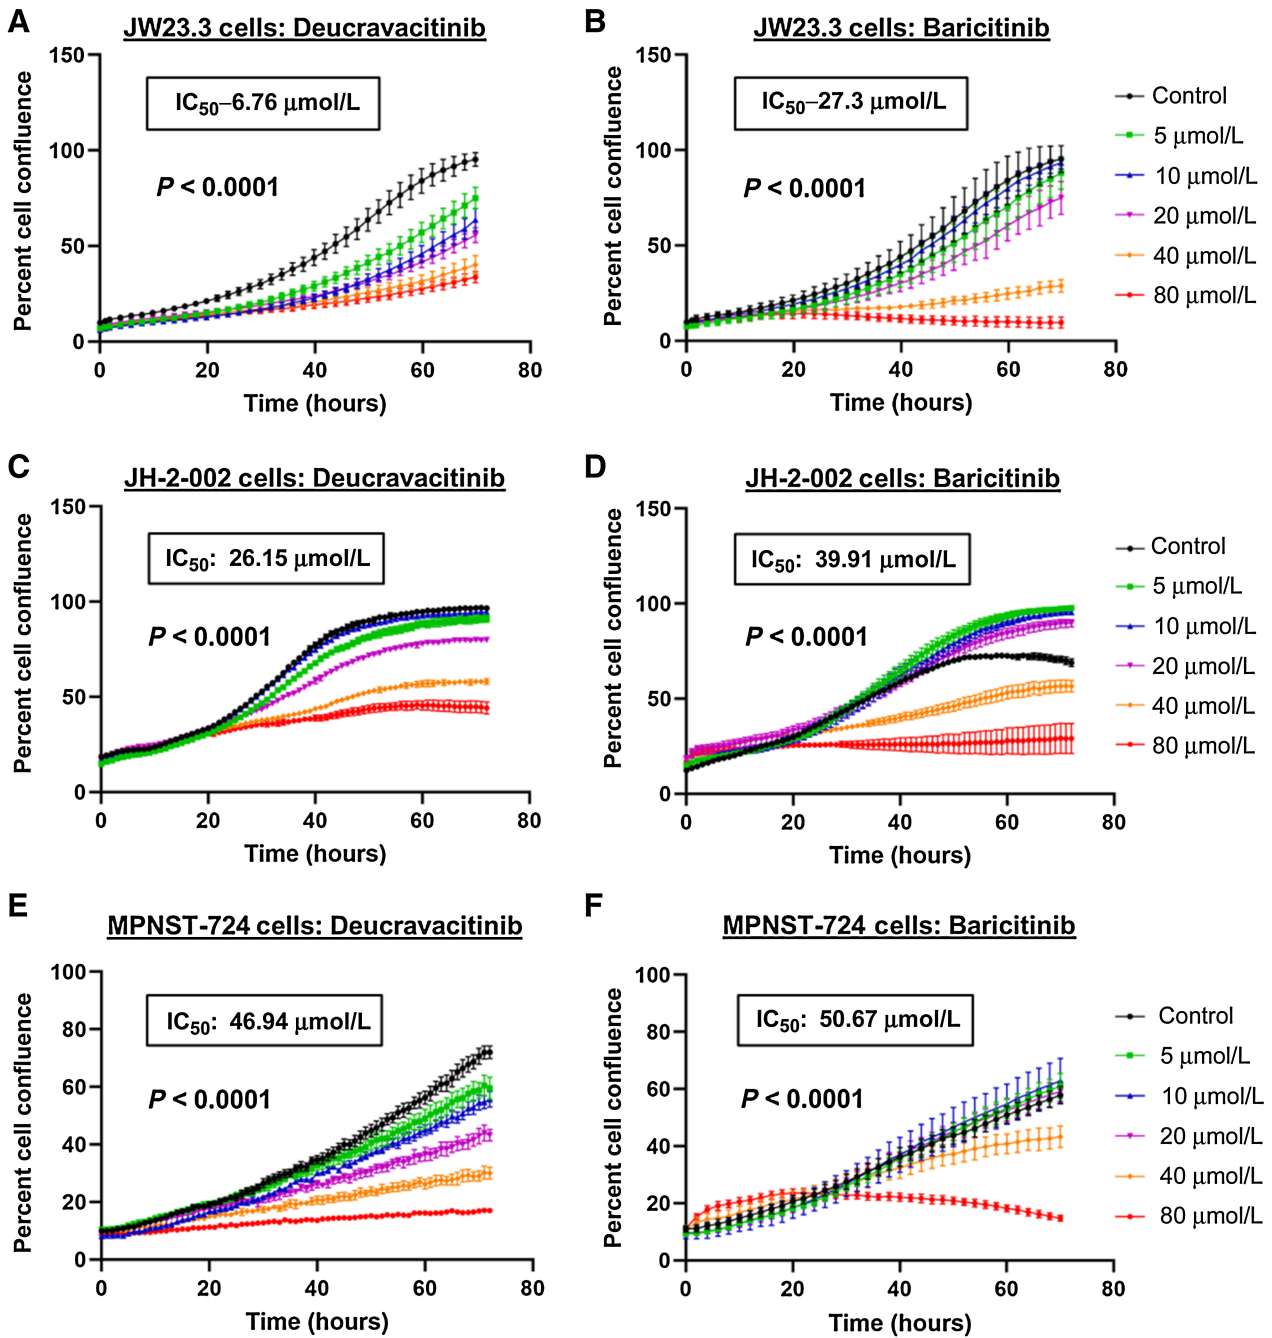 A
JW23.3 cells: Deucravacitinib
Percent cell confluence
150
100
50
0
IC50–6.76 μmol/L
P < 0.0001
0 20 40 60 80
Time (hours)
B
JW23.3 cells: Baricitinib
Percent cell confluence
150
100
50
0
IC50–27.3 μmol/L
P < 0.0001
0 20 40 60 80
Time (hours)
Control
5 μmol/L
10 μmol/L
20 μmol/L
40 μmol/L
80 μmol/L
C
JH-2-002 cells: Deucravacitinib
Percent cell confluence
150
100
50
0
IC50: 26.15 μmol/L
P < 0.0001
0 20 40 60 80
Time (hours)
D
JH-2-002 cells: Baricitinib
Percent cell confluence
150
100
50
0
IC50: 39.91 μmol/L
P < 0.0001
0 20 40 60 80
Time (hours)
Control
5 μmol/L
10 μmol/L
20 μmol/L
40 μmol/L
80 μmol/L
E
MPNST-724 cells: Deucravacitinib
Percent cell confluence
100
80
60
40
20
0
IC50: 46.94 μmol/L
P < 0.0001
0 20 40 60 80
Time (hours)
F
MPNST-724 cells: Baricitinib
Percent cell confluence
100
80
60
40
20
0
IC50: 50.67 μmol/L
P < 0.0001
0 20 40 60 80
Time (hours)
Control
5 μmol/L
10 μmol/L
20 μmol/L
40 μmol/L
80 μmol/L